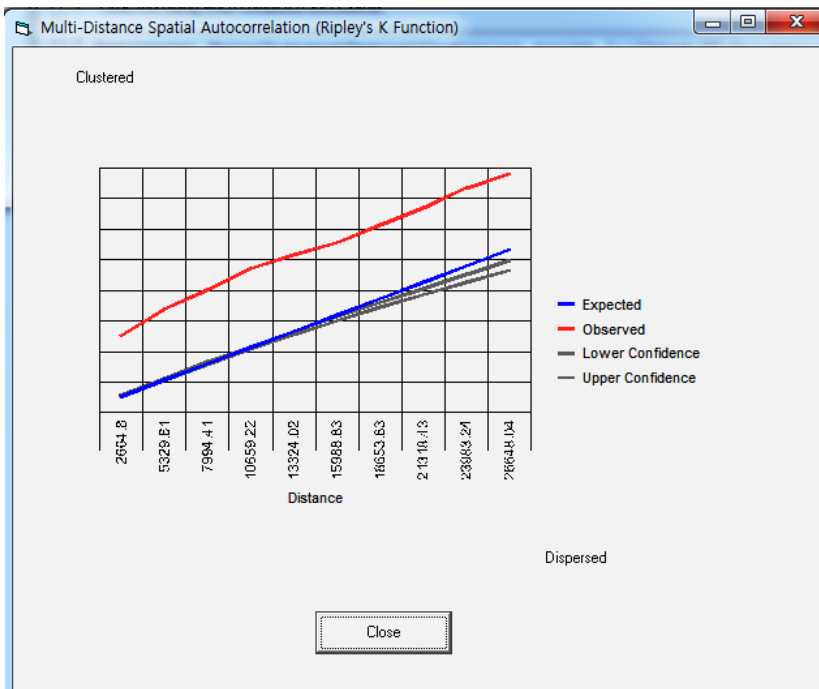 Multi-Distance Spatial Autocorrelation (Ripley's K Function)
Clustered
Expected
Observed
Lower Confidence
Upper Confidence
2664.8
5329.61
7994.41
10659.22
13324.02
15988.83
18653.63
21318.43
23983.24
26648.04
Distance
Dispersed
Close